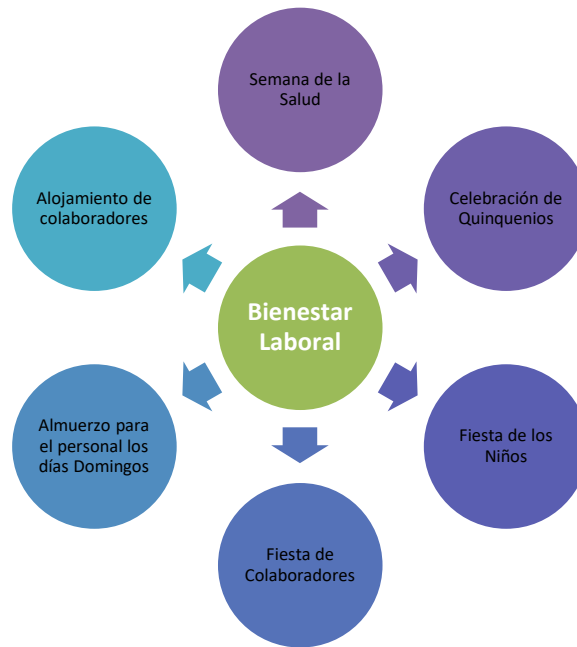 Semana de la
Salud
Celebración de
Quinquenios
Fiesta de los
Niños
Fiesta de
Colaboradores
Almuerzo para
el personal los
días Domingos
Alojamiento de
colaboradores
Bienestar
Laboral